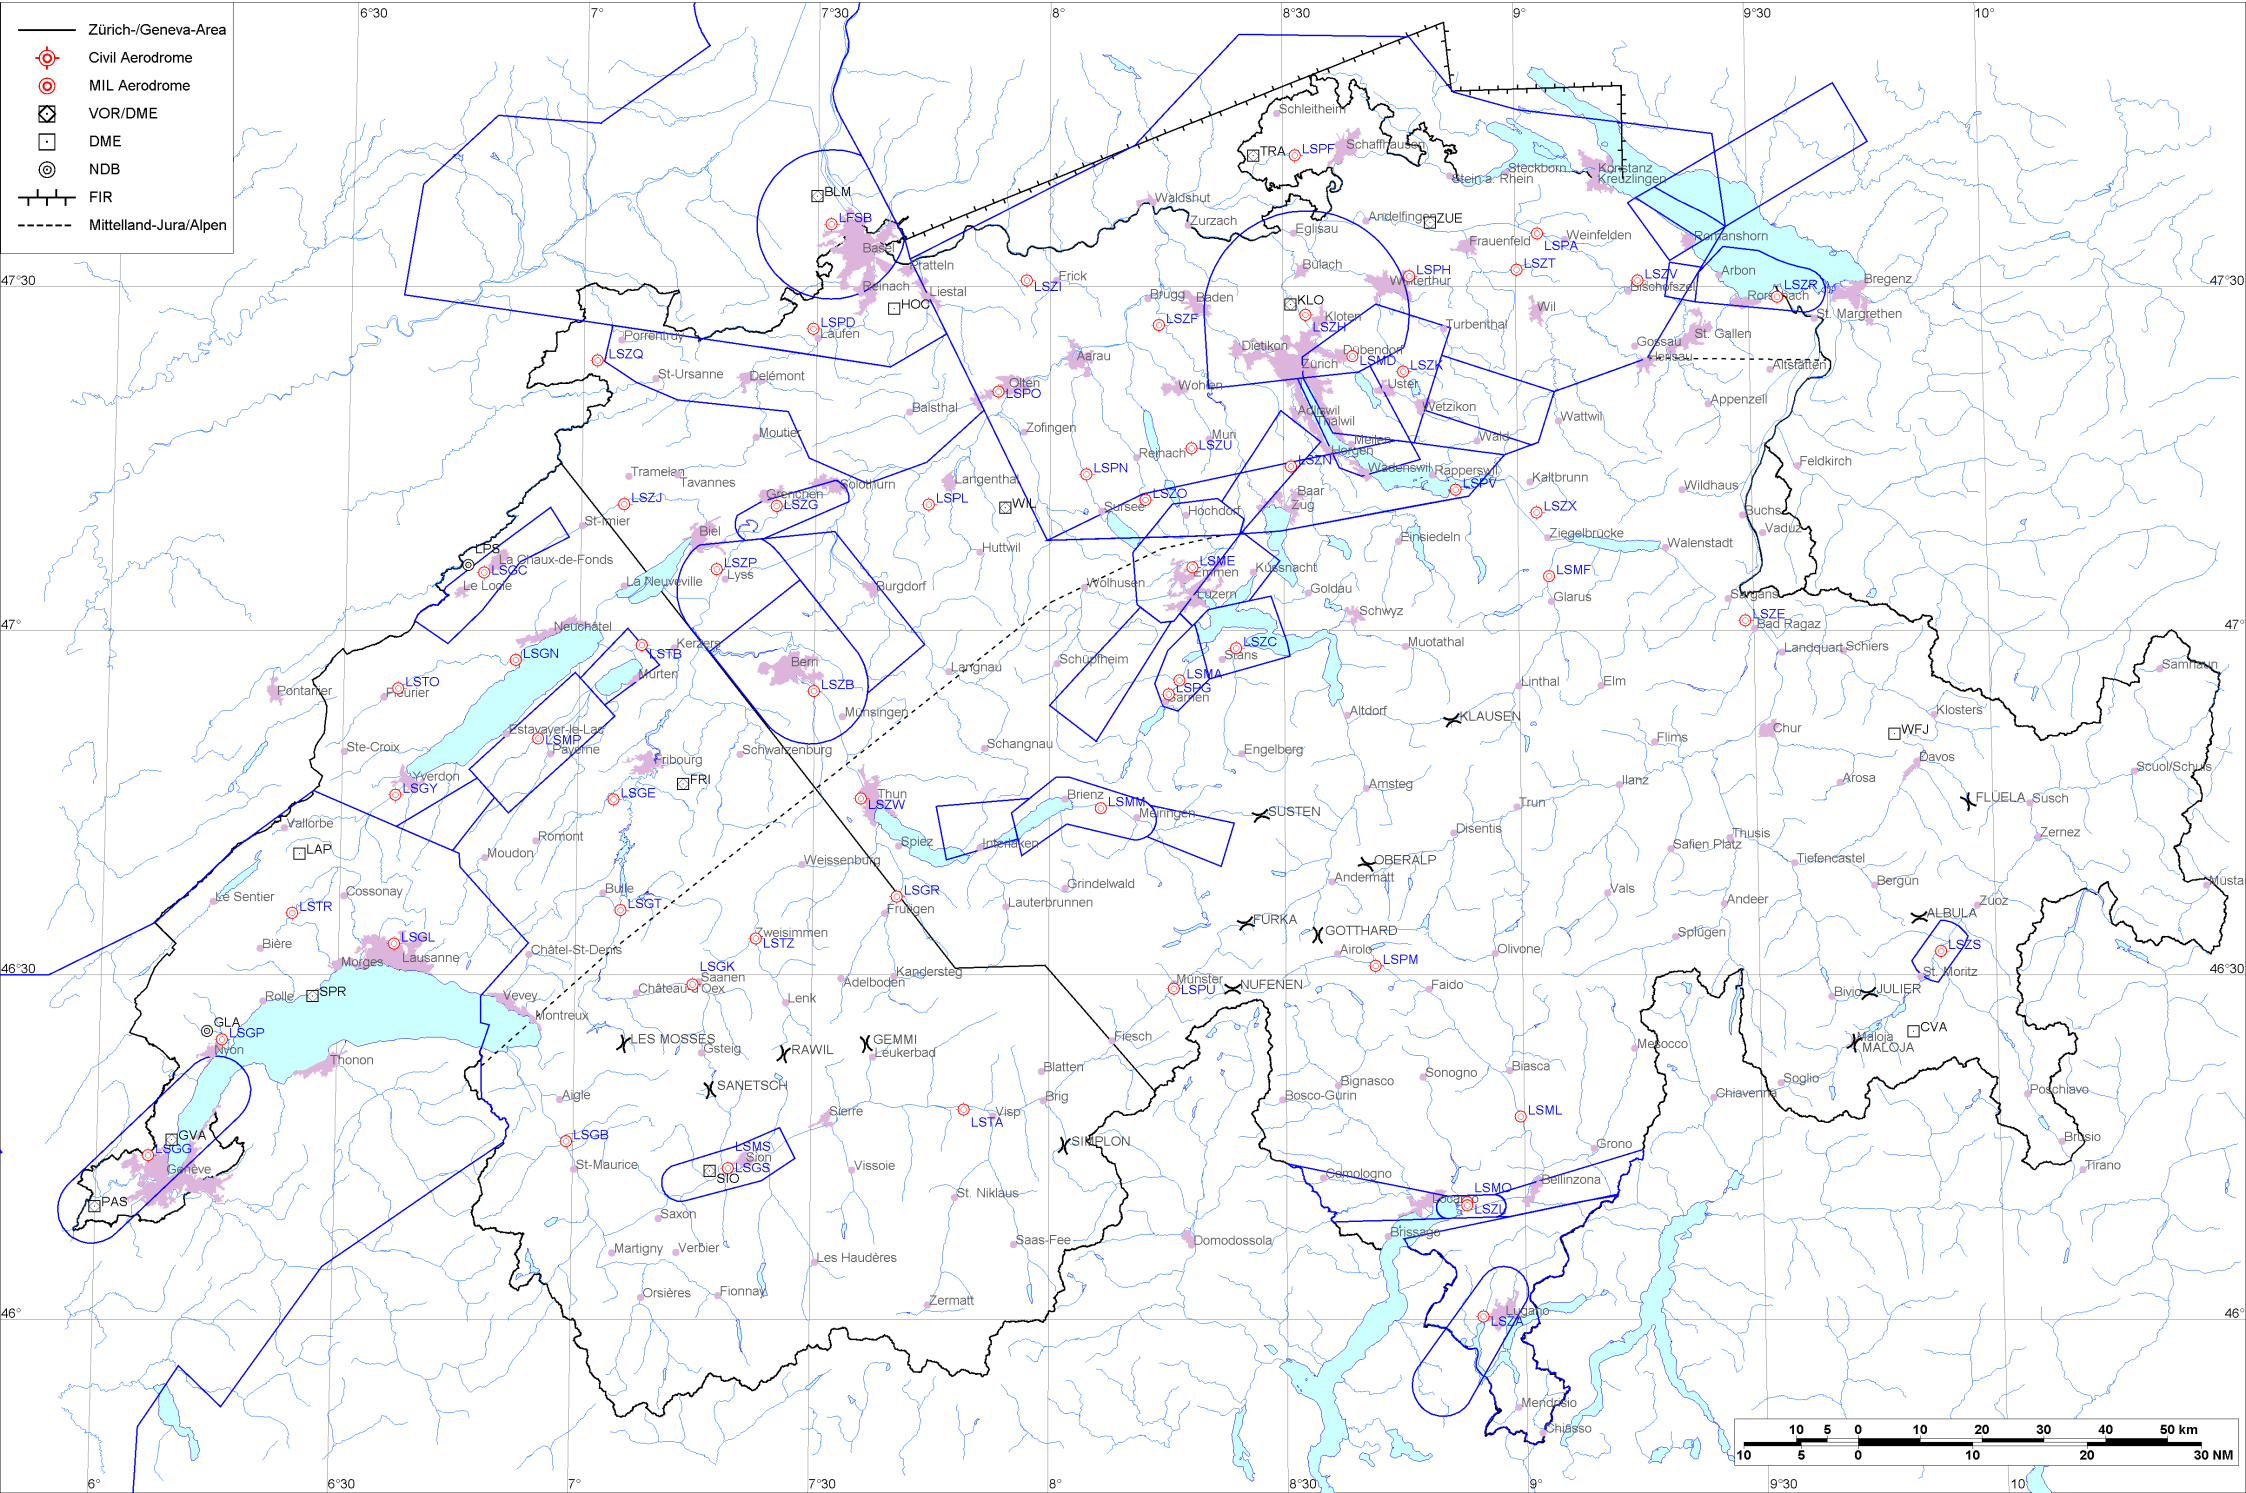 6°30
7°
7°30
8°
8°30
9°
9°30
10°
Zürich-/Geneva-Area
Civil Aerodrome
MIL Aerodrome
VOR/DME
DME
NDB
FIR
Mittelland-Jura/Alpen
Schleitheim
TRA
LSPF
Schaffhausen
Steckborn
Konstanz
Stein a. Rhein
Kreuzlingen
BLM
Waldshut
LFSB
Zurzach
Andelfingen
ZUE
Eglisau
LSPA
Weinfelden
Romanshorn
Basel
Frauenfeld
Pratteln
Bülach
LSPH
LSZT
LSZV
Arbon
Bregenz
47°30
47°30
Reinach
Liestal
LSZI
Frick
Winterthur
Bischofszell
LSZR
Rorschach
HOC
Brugg
Baden
KLO
Kloten
Wil
St. Margrethen
LSPD
Laufen
LSZF
LSZH
Turbenthal
St. Gallen
Porrentruy
Gossau
LSZQ
Aarau
Dietikon
Dübendorf
Herisau
LSMD
LSZK
Zürich
Altstätten
St-Ursanne
Delémont
Olten
LSPO
Wohlen
Uster
Balsthal
Adliswil
Wetzikon
Appenzell
Thalwil
Wattwil
Moutier
Zofingen
Muri
LSZU
Meilen
Wald
Horgen
Reinach
LSPN
LSZN
Wädenswil
Rapperswil
Feldkirch
Tramelan
Tavannes
Langenthal
Solothurn
LSPV
Kaltbrunn
Wildhaus
Grenchen
LSZG
LSZJ
LSPL
WIL
LSZO
Sursee
Baar
Zug
LSZX
Buchs
Hochdorf
St-Imier
Biel
Ziegelbrücke
Vaduz
Einsiedeln
Walenstadt
LPS
La Chaux-de-Fonds
LSGC
Huttwil
LSZP
Lyss
LSME
Emmen
Küssnacht
LSMF
Le Locle
La Neuveville
Burgdorf
Wolhusen
Luzern
Goldau
Glarus
Sargans
Schwyz
LSZE
Bad Ragaz
47°
47°
Neuchâtel
Kerzers
LSZC
Muotathal
Landquart
Schiers
LSGN
LSTB
Bern
Schüpfheim
Stans
Samnaun
Murten
Langnau
LSTO
Fleurier
Pontarlier
LSZB
LSMA
LSPG
Sarnen
Linthal
Elm
Münsingen
Altdorf
KLAUSEN
Klosters
Estavayer-le-Lac
LSMP
Payerne
Chur
WFJ
Ste-Croix
Schwarzenburg
Schangnau
Engelberg
Flims
Fribourg
Davos
Yverdon
LSGY
FRI
Arosa
Scuol/Schuls
Amsteg
Ilanz
LSGE
Thun
LSZW
Brienz
LSMM
Meiringen
SUSTEN
Trun
FLÜELA
Susch
Vallorbe
Romont
Spiez
Interlaken
Disentis
Thusis
Zernez
LAP
Moudon
Weissenburg
OBERALP
Safien Platz
Tiefencastel
Le Sentier
Cossonay
Bulle
LSGR
Grindelwald
Andermatt
Vals
Bergün
Müstair
LSTR
LSGT
Frutigen
Lauterbrunnen
Andeer
ALBULA
Zuoz
FURKA
Bière
LSGL
Zweisimmen
LSTZ
GOTTHARD
Splügen
Châtel-St-Denis
Airolo
Olivone
LSZS
Lausanne
Morges
LSPM
46°30
46°30
LSGK
Saanen
Kandersteg
Adelboden
Münster
LSPU
St. Moritz
Rolle
SPR
Vevey
Château-d'Oex
Lenk
NUFENEN
Faido
Bivio
JULIER
Montreux
GLA
LSGP
Nyon
LES MOSSES
Gsteig
RAWIL
GEMMI
Leukerbad
Fiesch
Mesocco
CVA
Maloja
MALOJA
Thonon
Blatten
Biasca
Bignasco
Sonogno
Soglio
Aigle
SANETSCH
Brig
Bosco-Gurin
Chiavenna
Poschiavo
Sierre
LSTA
Visp
LSML
GVA
LSGG
LSGB
LSMS
Sion
LSGS
SIO
SIMPLON
Grono
Brusio
Genève
St-Maurice
Vissoie
Comologno
Bellinzona
Tirano
PAS
St. Niklaus
LSMO
Locarno
LSZL
Saxon
Brissago
Martigny
Verbier
Les Haudères
Saas-Fee
Domodossola
Orsières
Fionnay
Zermatt
46°
46°
Lugano
LSZA
Mendrisio
Chiasso
10 5 0 10 20 30 40 50 km
10 5 0 10 20 30 NM
6°
6°30
7°
7°30
8°
8°30
9°
9°30
10°